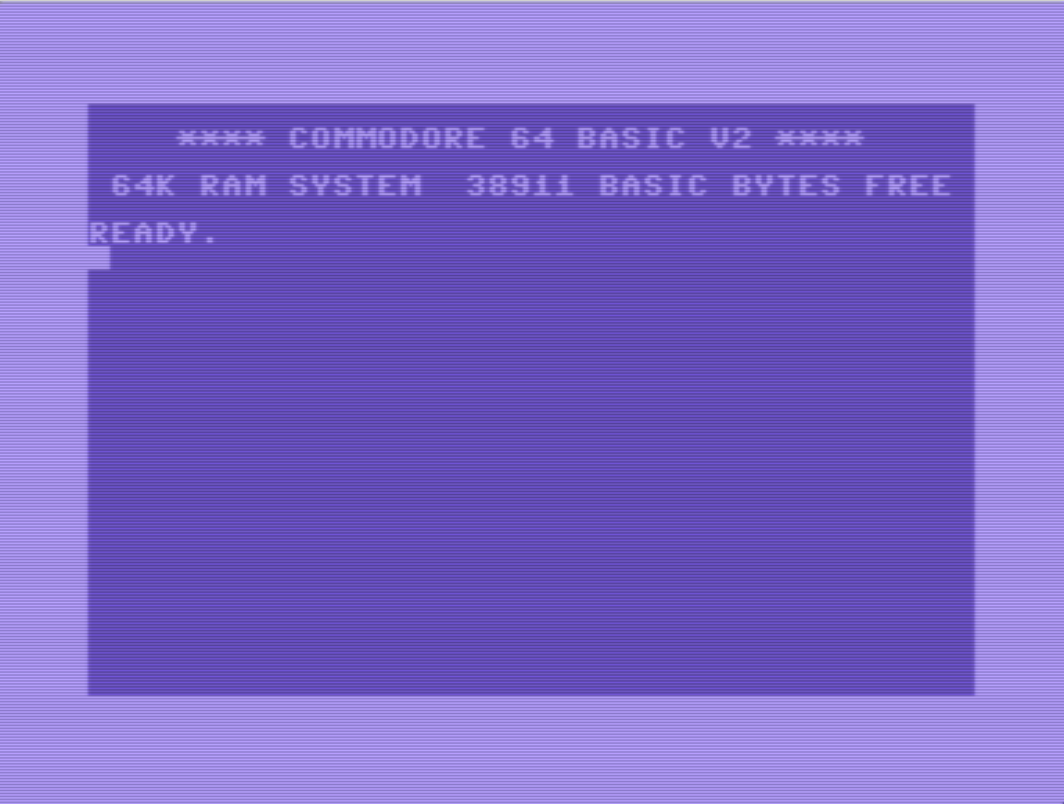 **** COMMODORE 64 BASIC V2 ****
64K RAM SYSTEM  38911 BASIC BYTES FREE
READY.